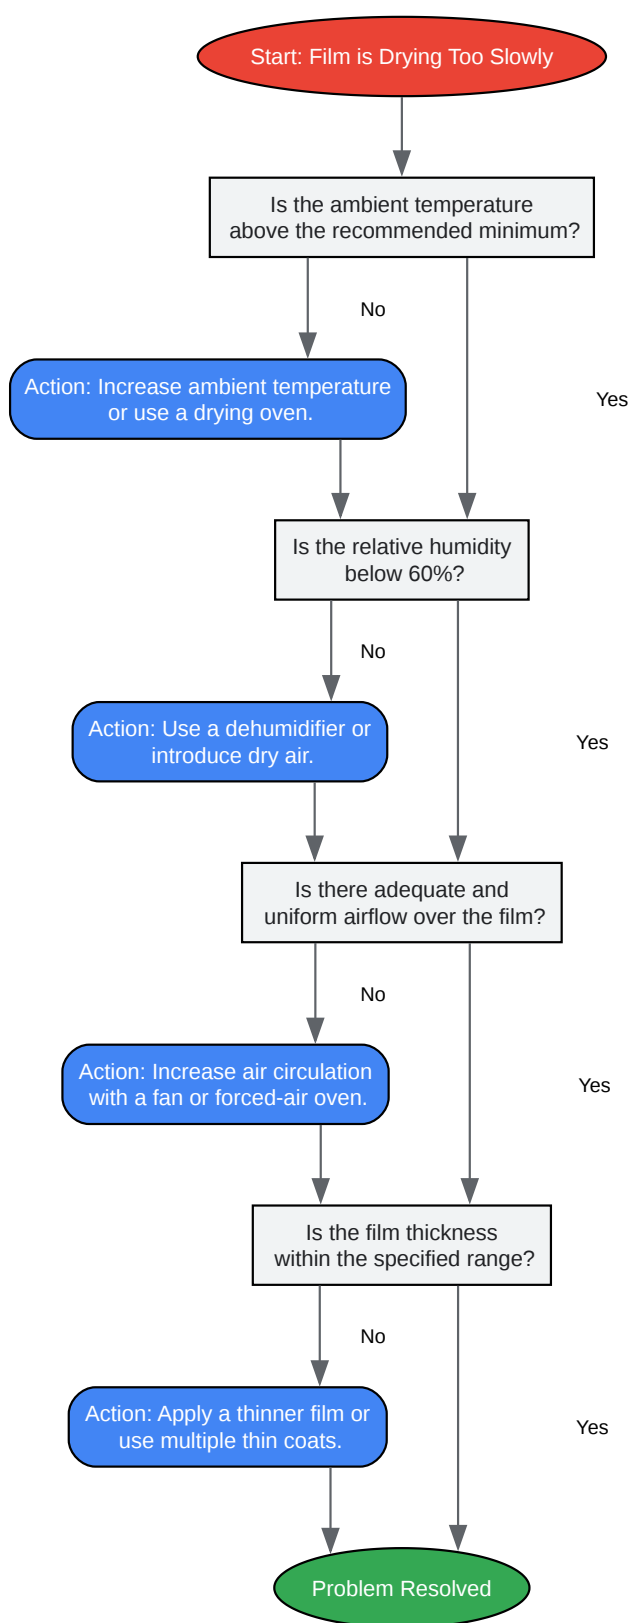 Start: Film is Drying Too Slowly
Is the ambient temperature
above the recommended minimum?
No
Action: Increase ambient temperature
or use a drying oven.
Yes
Is the relative humidity
below 60%?
No
Action: Use a dehumidifier or
introduce dry air.
Yes
Is there adequate and
uniform airflow over the film?
No
Action: Increase air circulation
with a fan or forced-air oven.
Yes
Is the film thickness
within the specified range?
No
Action: Apply a thinner film or
use multiple thin coats.
Yes
Problem Resolved